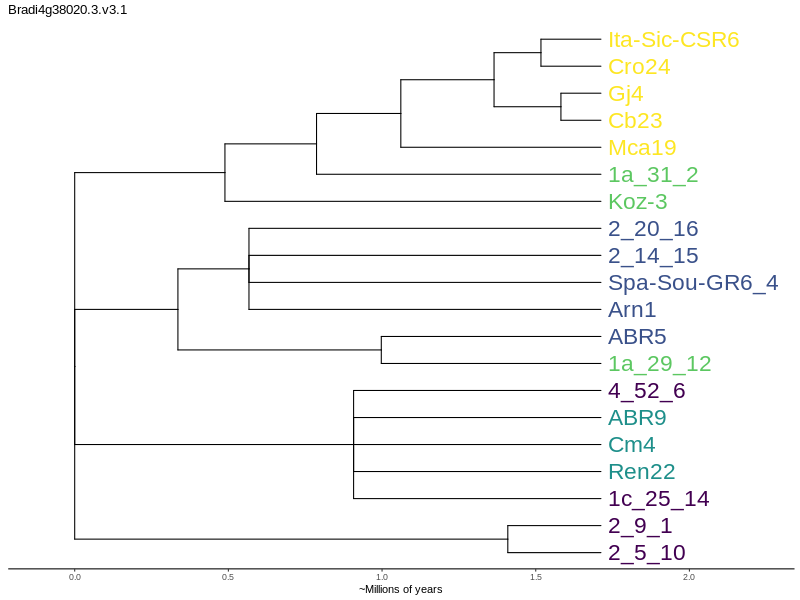 Bradi4g38020.3.v3.1
Ita-Sic-CSR6
Cro24
Gj4
Cb23
Mca19
1a_31_2
Koz-3
2_20_16
2_14_15
Spa-Sou-GR6_4
Arn1
ABR5
1a_29_12
4_52_6
ABR9
Cm4
Ren22
1c_25_14
2_9_1
2_5_10
0.0 0.5 1.0 1.5 2.0
~Millions of years